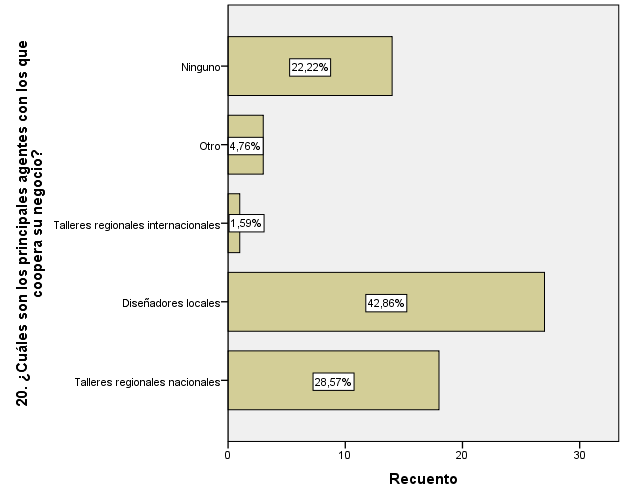 20. ¿Cuáles son los principales agentes con los que
coopera su negocio?
Ninguno
22,22%
Otro
4,76%
Talleres regionales internacionales
1,59%
Diseñadores locales
42,86%
Talleres regionales nacionales
28,57%
0
10
20
30
Recuento